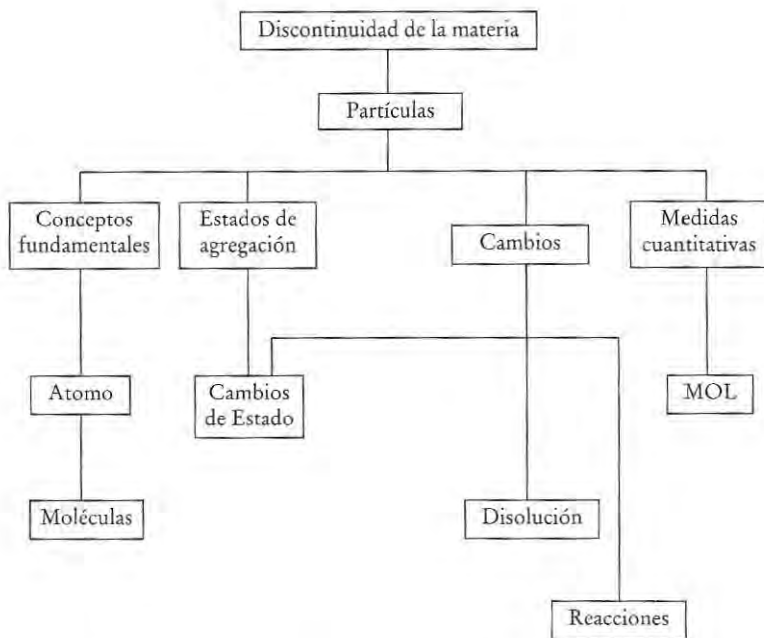 Discontinuidad de la materia
Partículas
Conceptos
fundamentales
Estados de
agregación
Cambios
Medidas
cuantitativas
Atomo
Cambios
de Estado
MOL
Moléculas
Disolución
Reacciones